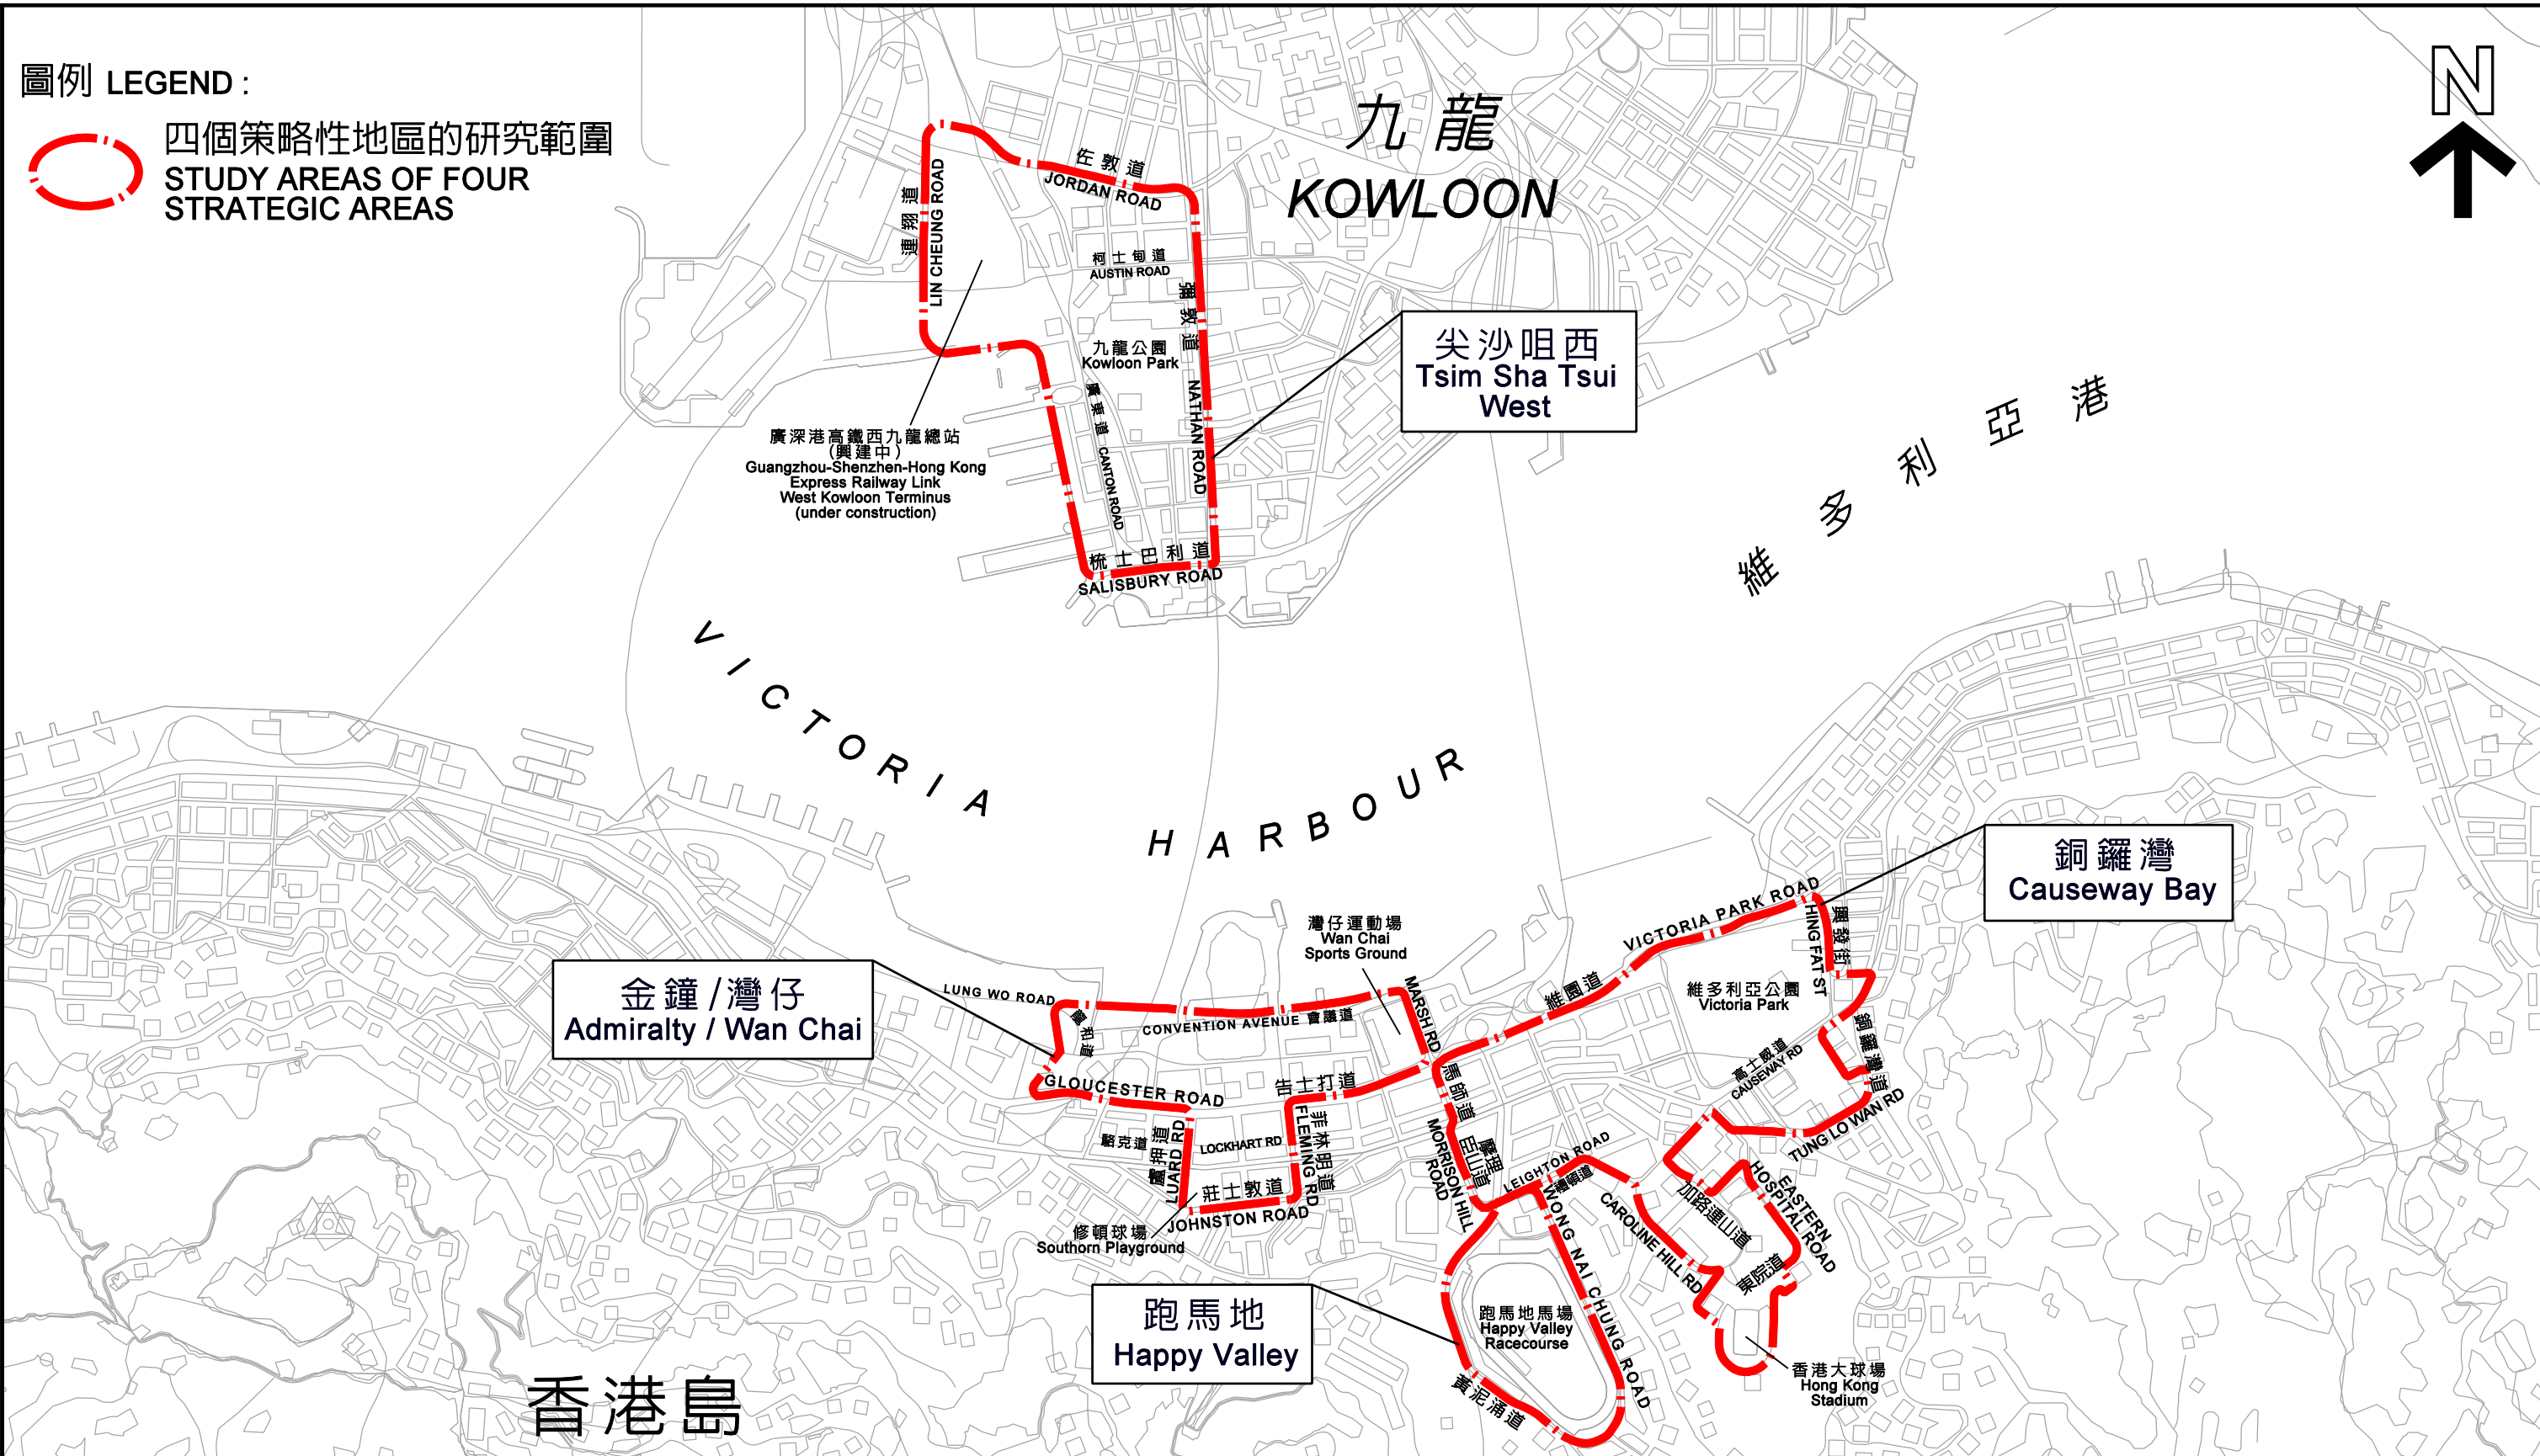 圖例 LEGEND :
四個策略性地區的研究範圍
STUDY AREAS OF FOUR
STRATEGIC AREAS
N
九龍
KOWLOON
佐敦道
JORDAN ROAD
連翔道
LIN CHEUNG ROAD
柯士甸道
AUSTIN ROAD
彌敦道
NATHAN ROAD
九龍公園
Kowloon Park
廣東道
CANTON ROAD
尖沙咀西
Tsim Sha Tsui
West
廣深港高鐵西九龍總站
(興建中)
Guangzhou-Shenzhen-Hong Kong
Express Railway Link
West Kowloon Terminus
(under construction)
梳士巴利道
SALISBURY ROAD
維多利亞港
VICTORIA HARBOUR
銅鑼灣
Causeway Bay
VICTORIA PARK ROAD
維園道
HING FAT ST
興發街
維多利亞公園
Victoria Park
灣仔運動場
Wan Chai
Sports Ground
MARSH RD
馬師道
金鐘/灣仔
Admiralty / Wan Chai
LUNG WO ROAD
龍和道
CONVENTION AVENUE 會議道
GLOUCESTER ROAD
告士打道
駱克道
LOCKHART RD
盧押道
LUARD RD
菲林明道
FLEMING RD
莊士敦道
JOHNSTON ROAD
修頓球場
Southorn Playground
摩理臣山道
MORRISON HILL
ROAD
LEIGHTON ROAD
禮頓道
高士威道
CAUSEWAY RD
銅鑼灣道
TUNG LO WAN RD
EASTERN
HOSPITAL ROAD
東院道
加路連山道
CAROLINE HILL RD
WONG NAI CHUNG ROAD
黃泥涌道
跑馬地
Happy Valley
跑馬地馬場
Happy Valley
Racecourse
香港大球場
Hong Kong
Stadium
香港島